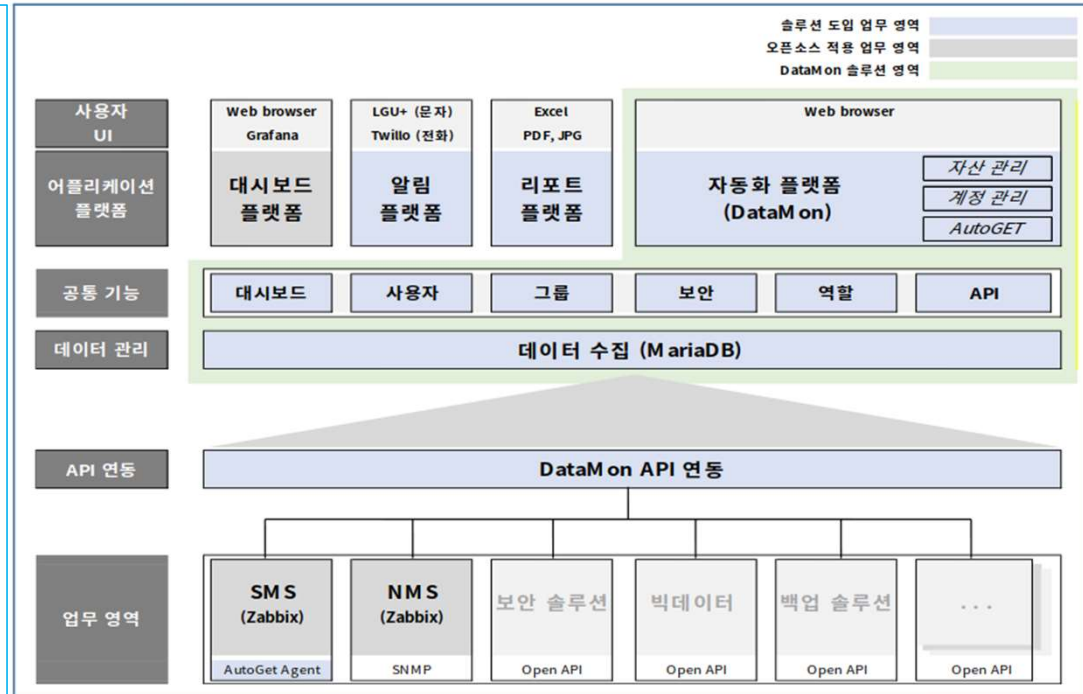 솔루션 도입 업무 영역
오픈소스 적용 업무 영역
DataMon 솔루션 영역
사용자
UI
Web browser
Grafana
LGU+ (문자)
Twillo (전화)
Excel
PDF, JPG
Web browser
어플리케이션
플랫폼
대시보드
플랫폼
알림
플랫폼
리포트
플랫폼
자동화 플랫폼
(DataMon)
자산 관리
계정 관리
AutoGET
공통 기능
대시보드
사용자
그룹
보안
역할
API
데이터 관리
데이터 수집 (MariaDB)
API 연동
DataMon API 연동
업무 영역
SMS
(Zabbix)
AutoGet Agent
NMS
(Zabbix)
SNMP
보안 솔루션
Open API
빅데이터
Open API
백업 솔루션
Open API
...
Open API